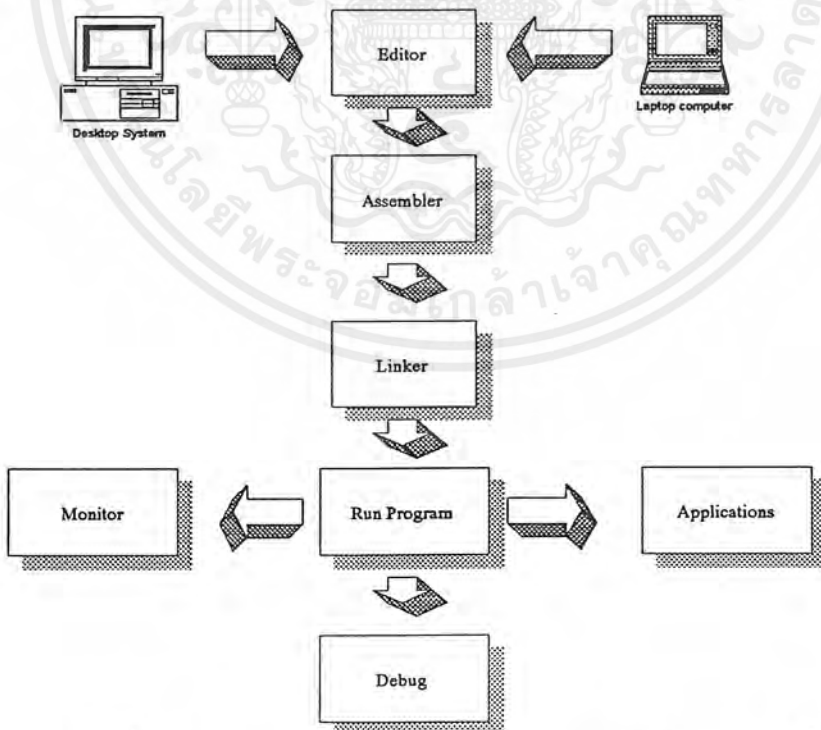 Editor
Desktop System
Laptop computer
Assembler
Linker
Monitor
Run Program
Applications
Debug